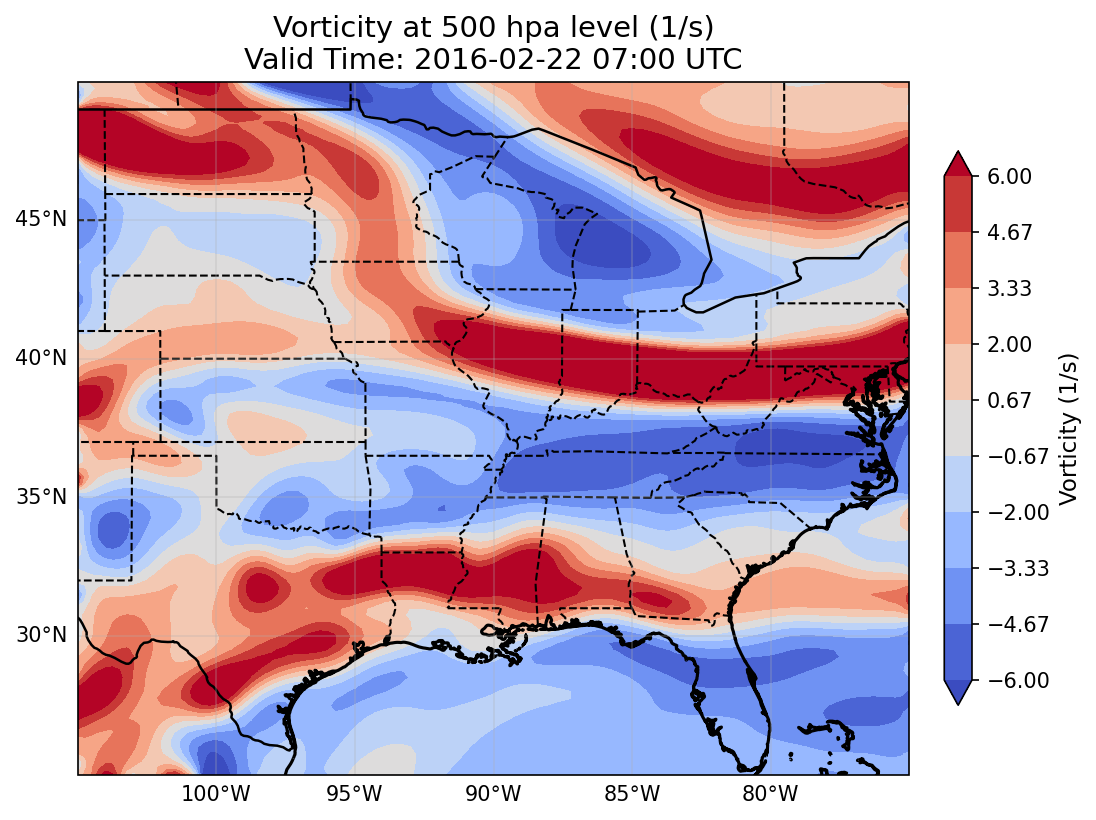 Vorticity at 500 hpa level (1/s)
Valid Time: 2016-02-22 07:00 UTC
45°N
40°N
35°N
30°N
100°W
95°W
90°W
85°W
80°W
6.00
4.67
3.33
2.00
0.67
−0.67
−2.00
−3.33
−4.67
−6.00
Vorticity (1/s)